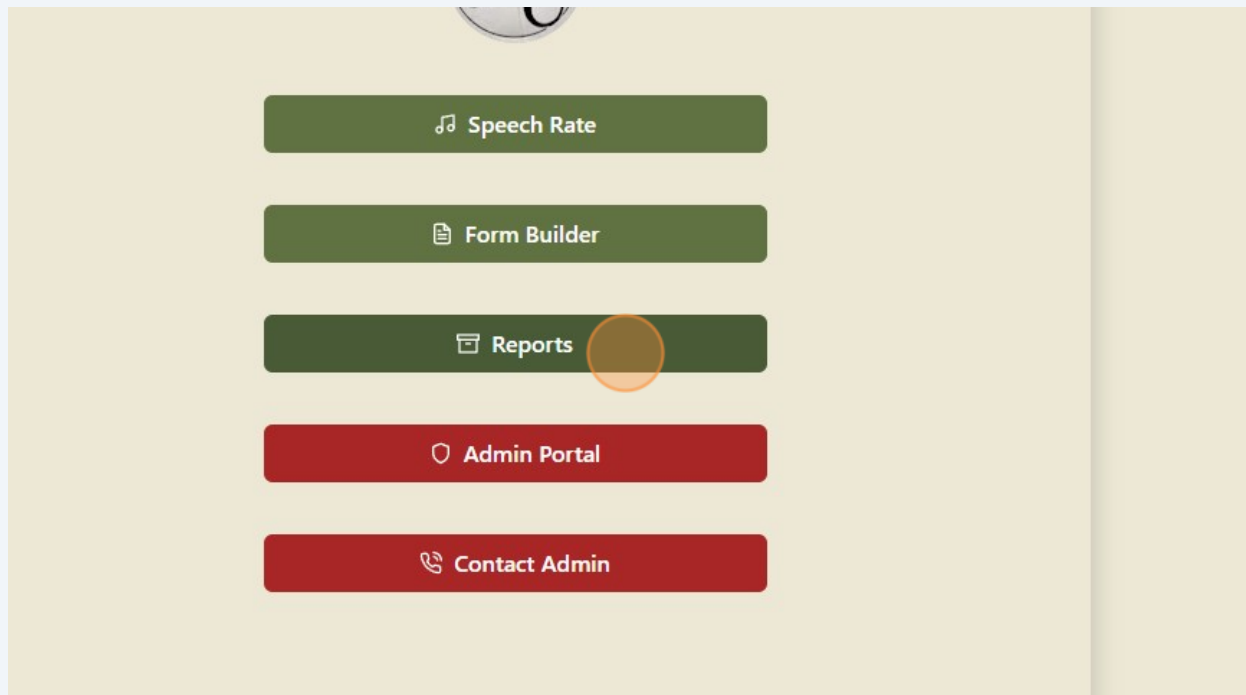 Speech Rate
Form Builder
Reports
Admin Portal
Contact Admin